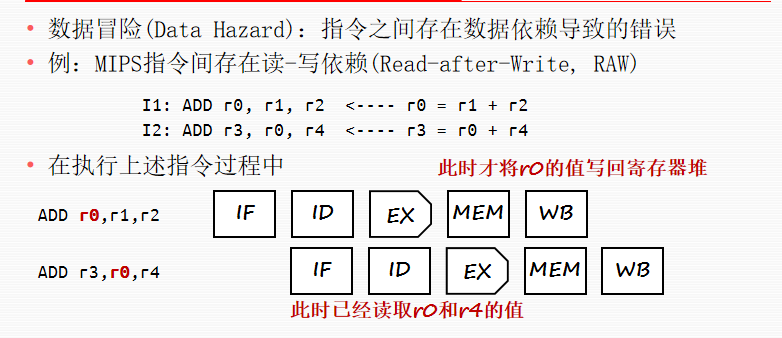 • 数据冒险(Data Hazard): 指令之间存在数据依赖导致的错误
• 例: MIPS指令间存在读-写依赖(Read-after-Write, RAW)
I1: ADD r0, r1, r2 <---- r0 = r1 + r2
I2: ADD r3, r0, r4 <---- r3 = r0 + r4
• 在执行上述指令过程中
此时才将r0的值写回寄存器堆
ADD r0,r1,r2 IF ID EX MEM WB
ADD r3,r0,r4 IF ID EX MEM WB
此时已经读取r0和r4的值